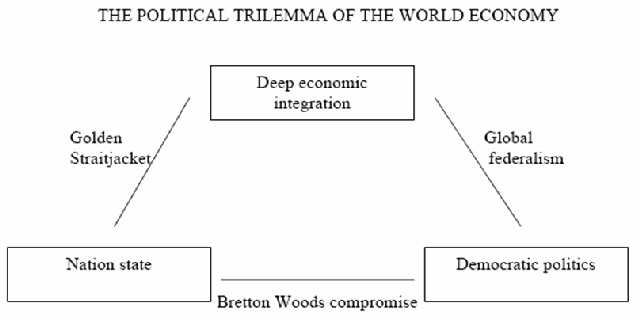 THE POLITICAL TRILEMMA OF THE WORLD ECONOMY
Deep economic
integration
Golden
Straitjacket
Global
federalism
Nation state
Democratic politics
Bretton Woods compromise